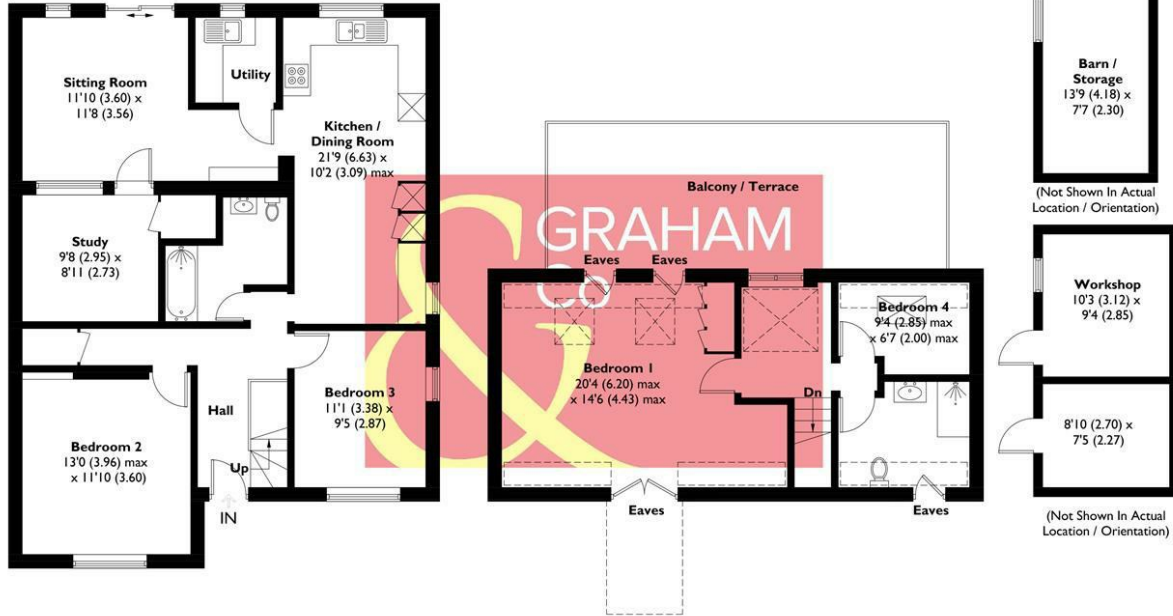 Sitting Room
11'10 (3.60) x
11'8 (3.56)
Utility
Kitchen /
Dining Room
21'9 (6.63) x
10'2 (3.09) max
Study
9'8 (2.95) x
8'11 (2.73)
Bedroom 2
13'0 (3.96) max
x 11'10 (3.60)
Hall
Up
IN
Bedroom 3
11'1 (3.38) x
9'5 (2.87)
Balcony / Terrace
& GRAHAM
Co
Eaves
Eaves
Bedroom 1
20'4 (6.20) max
x 14'6 (4.43) max
Bedroom 4
9'4 (2.85) max
x 6'7 (2.00) max
Dn
Eaves
Eaves
Barn /
Storage
13'9 (4.18) x
7'7 (2.30)
(Not Shown In Actual
Location / Orientation)
Workshop
10'3 (3.12) x
9'4 (2.85)
8'10 (2.70) x
7'5 (2.27)
(Not Shown In Actual
Location / Orientation)